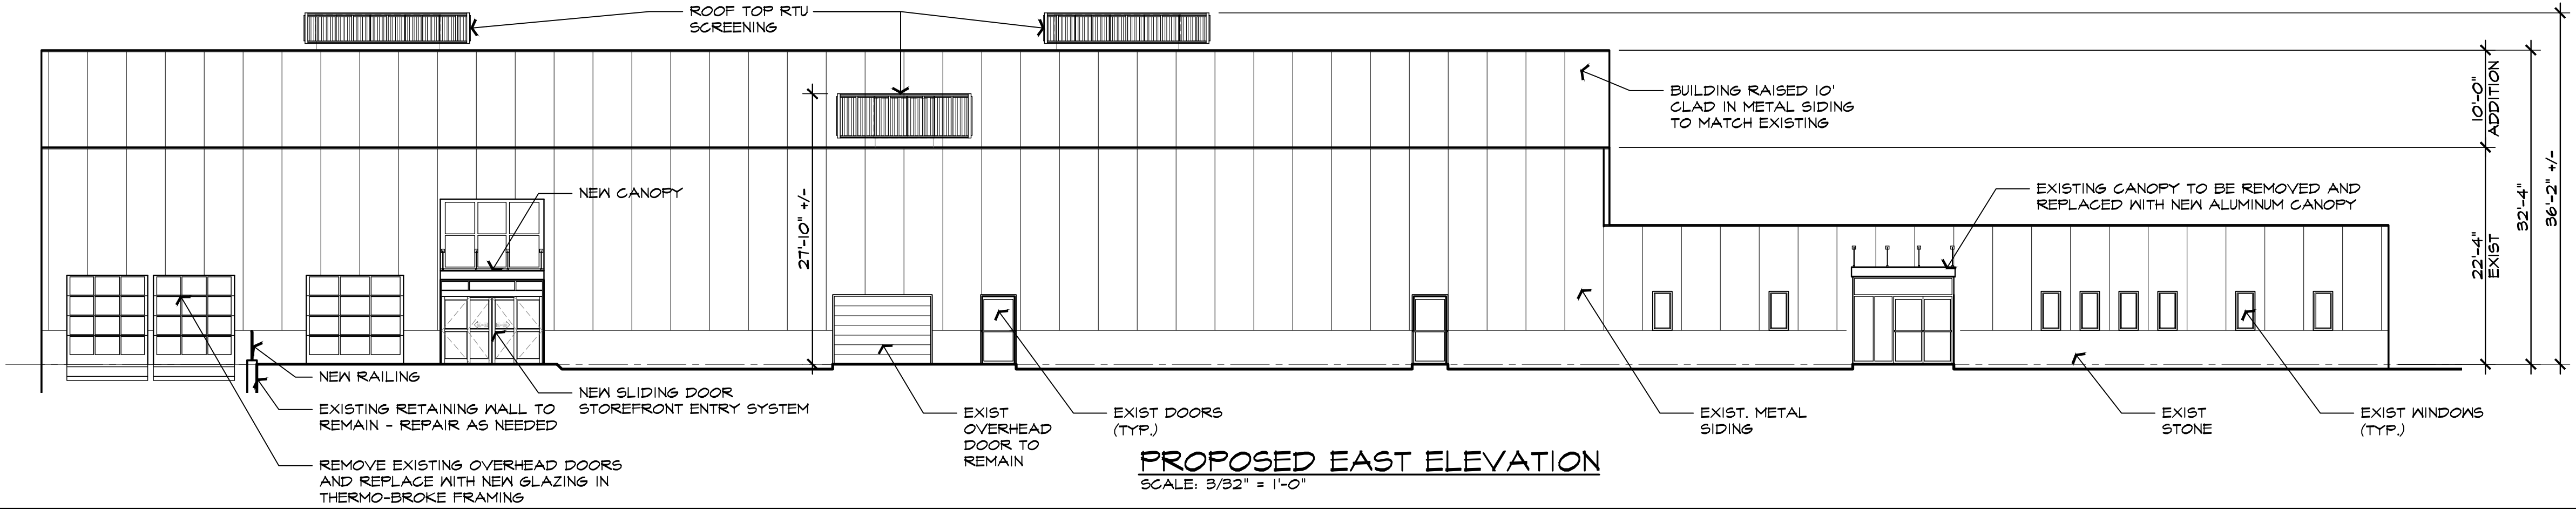 ROOF TOP RTU
SCREENING
BUILDING RAISED 10'
CLAD IN METAL SIDING
TO MATCH EXISTING
10'-0"
ADDITION
NEW CANOPY
27'-10" +/-
EXISTING CANOPY TO BE REMOVED AND
REPLACED WITH NEW ALUMINUM CANOPY
22'-4"
EXIST
32'-4"
36'-2" +/-
NEW RAILING
EXISTING RETAINING WALL TO
REMAIN - REPAIR AS NEEDED
REMOVE EXISTING OVERHEAD DOORS
AND REPLACE WITH NEW GLAZING IN
THERMO-BROKE FRAMING
NEW SLIDING DOOR
STOREFRONT ENTRY SYSTEM
EXIST
OVERHEAD
DOOR TO
REMAIN
EXIST DOORS
(TYP.)
EXIST. METAL
SIDING
EXIST
STONE
EXIST WINDOWS
(TYP.)
PROPOSED EAST ELEVATION
SCALE: 3/32" = 1'-0"